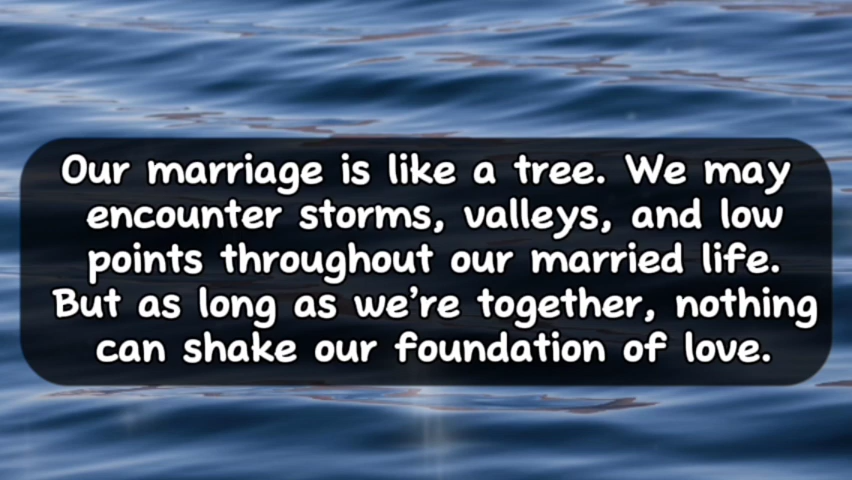 Our marriage is like a tree. We may
encounter storms, valleys, and low
points throughout our married life.
But as long as we’re together, nothing
can shake our foundation of love.